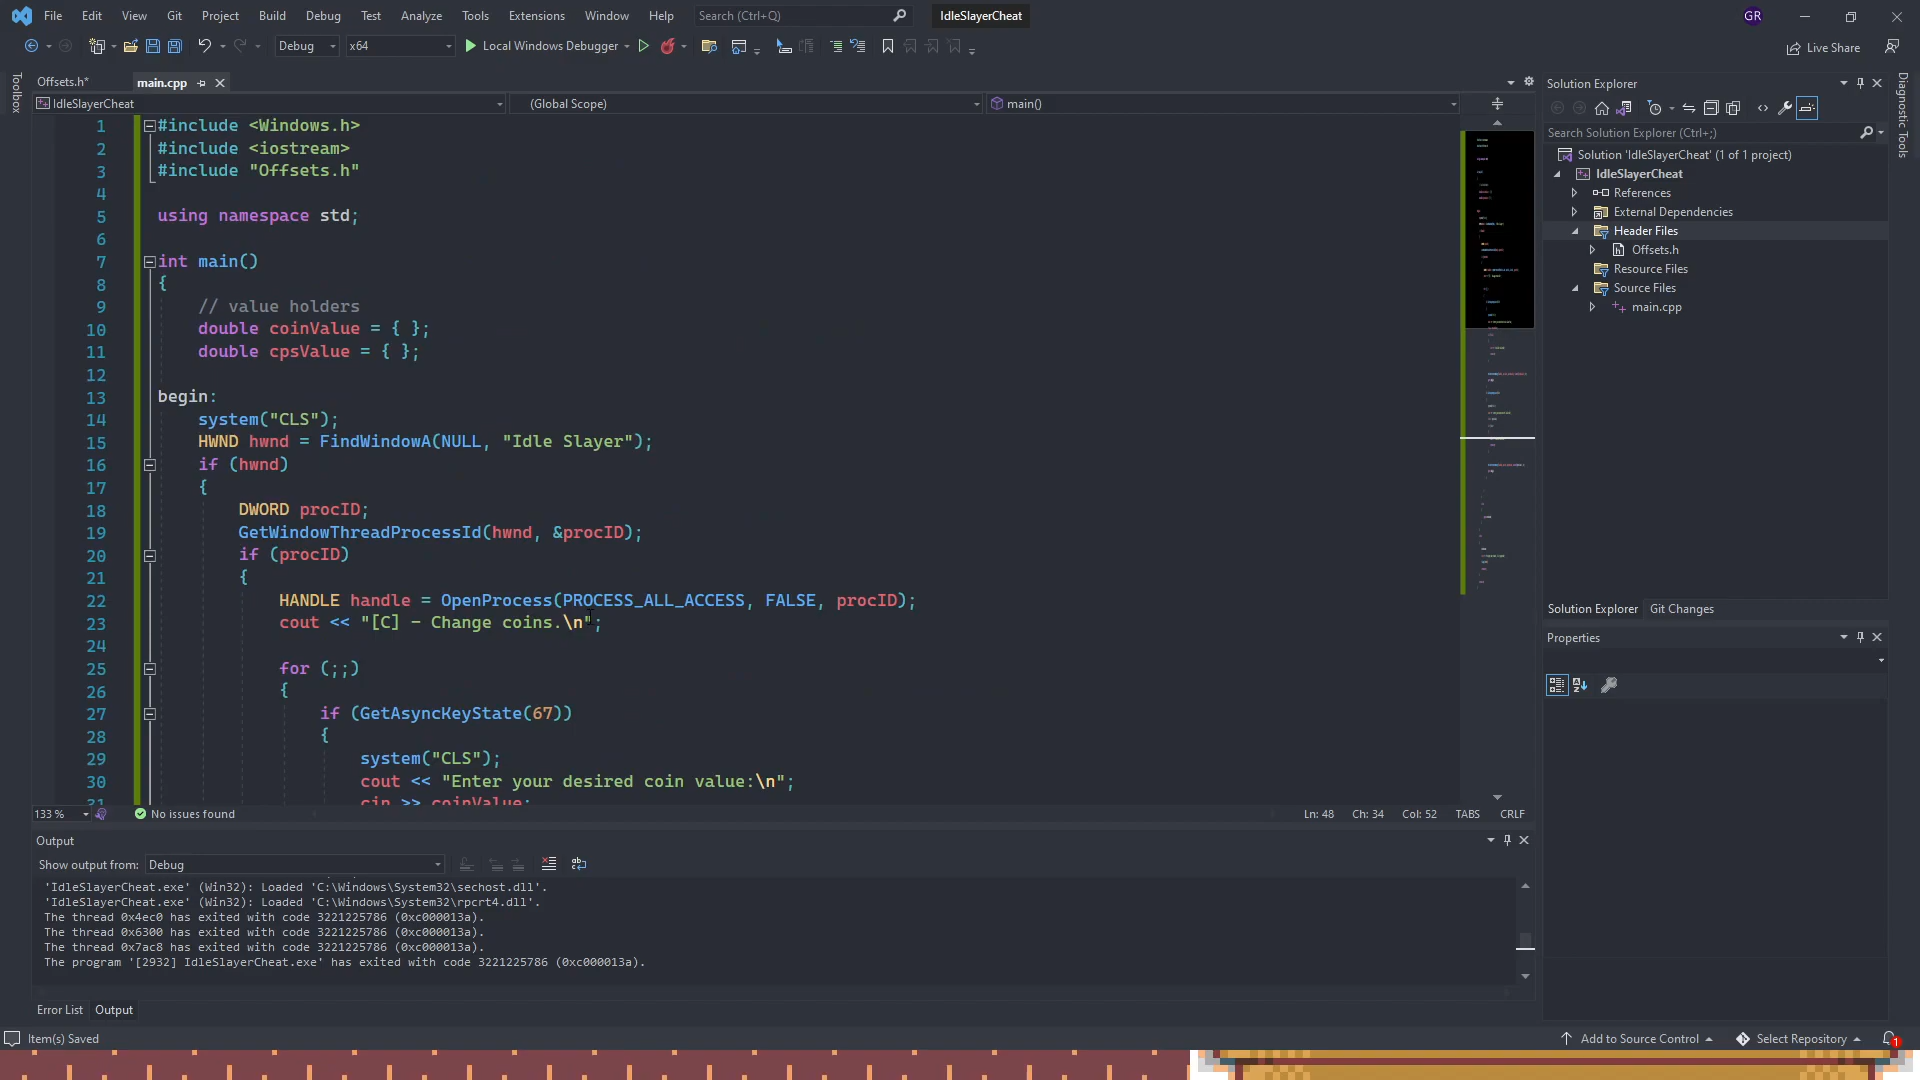 File Edit View Git Project Build Debug Test Analyze Tools Extensions Window Help Search (Ctrl+Q) IdleSlayerCheat GR
Debug x64 Local Windows Debugger Live Share
Toolbox
Offsets.h* main.cpp
IdleSlayerCheat (Global Scope) main()
1 #include <Windows.h>
2 #include <iostream>
3 #include "Offsets.h"
4
5 using namespace std;
6
7 int main()
8 {
9 // value holders
10 double coinValue = { };
11 double cpsValue = { };
12
13 begin:
14 system("CLS");
15 HWND hwnd = FindWindowA(NULL, "Idle Slayer");
16 if (hwnd)
17 {
18 DWORD procID;
19 GetWindowThreadProcessId(hwnd, &procID);
20 if (procID)
21 {
22 HANDLE handle = OpenProcess(PROCESS_ALL_ACCESS, FALSE, procID);
23 cout << "[C] - Change coins.\n";
24
25 for (;;)
26 {
27 if (GetAsyncKeyState(67))
28 {
29 system("CLS");
30 cout << "Enter your desired coin value:\n";
31 cin >> coinValue;
133 % No issues found Ln: 48 Ch: 34 Col: 52 TABS CRLF
Output
Show output from: Debug
'IdleSlayerCheat.exe' (Win32): Loaded 'C:\Windows\System32\sechost.dll'.
'IdleSlayerCheat.exe' (Win32): Loaded 'C:\Windows\System32\rpcrt4.dll'.
The thread 0x4ec0 has exited with code 3221225786 (0xc000013a).
The thread 0x6300 has exited with code 3221225786 (0xc000013a).
The thread 0x7ac8 has exited with code 3221225786 (0xc000013a).
The program '[2932] IdleSlayerCheat.exe' has exited with code 3221225786 (0xc000013a).
Error List Output
Solution Explorer
Search Solution Explorer (Ctrl+;)
Solution 'IdleSlayerCheat' (1 of 1 project)
IdleSlayerCheat
References
External Dependencies
Header Files
Offsets.h
Resource Files
Source Files
main.cpp
Solution Explorer Git Changes
Properties
Diagnostic Tools
Item(s) Saved Add to Source Control Select Repository 1